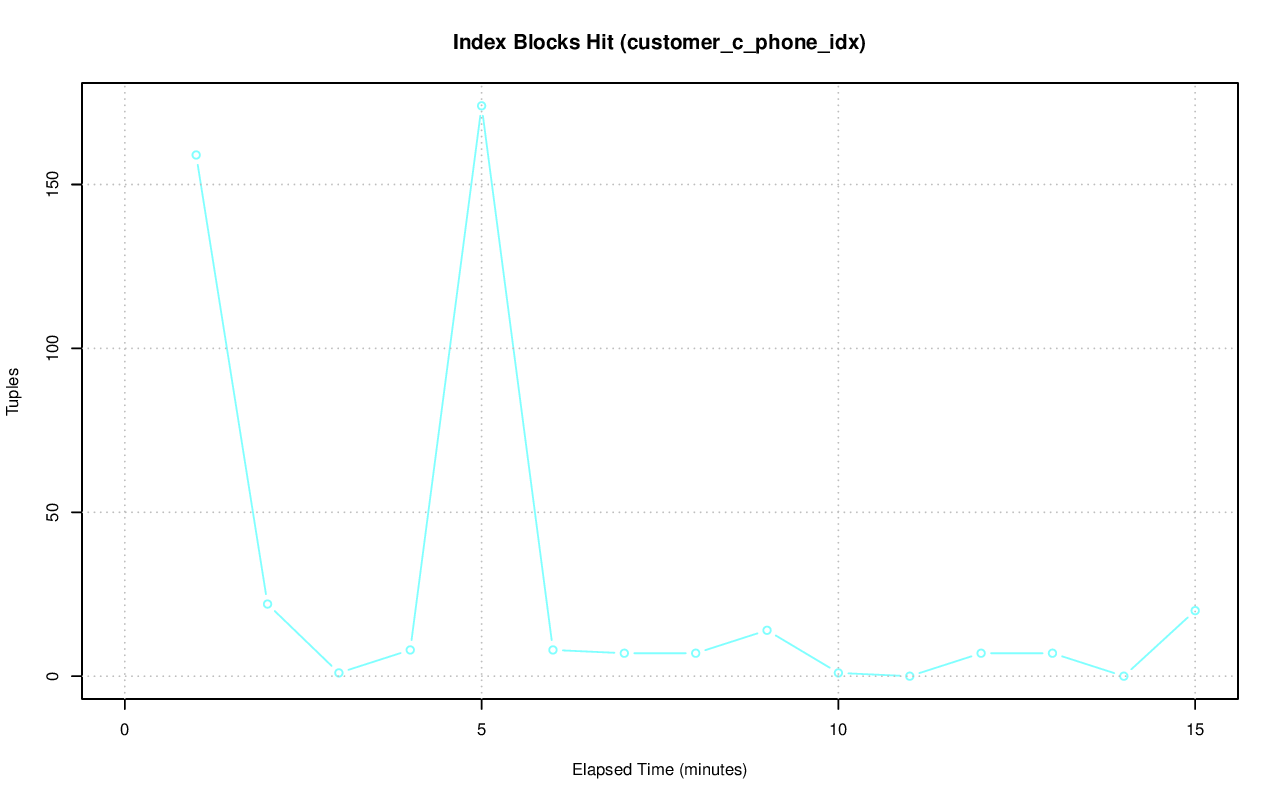 Index Blocks Hit (customer_c_phone_idx)
150
100
50
0
Tuples
0 5 10 15
Elapsed Time (minutes)